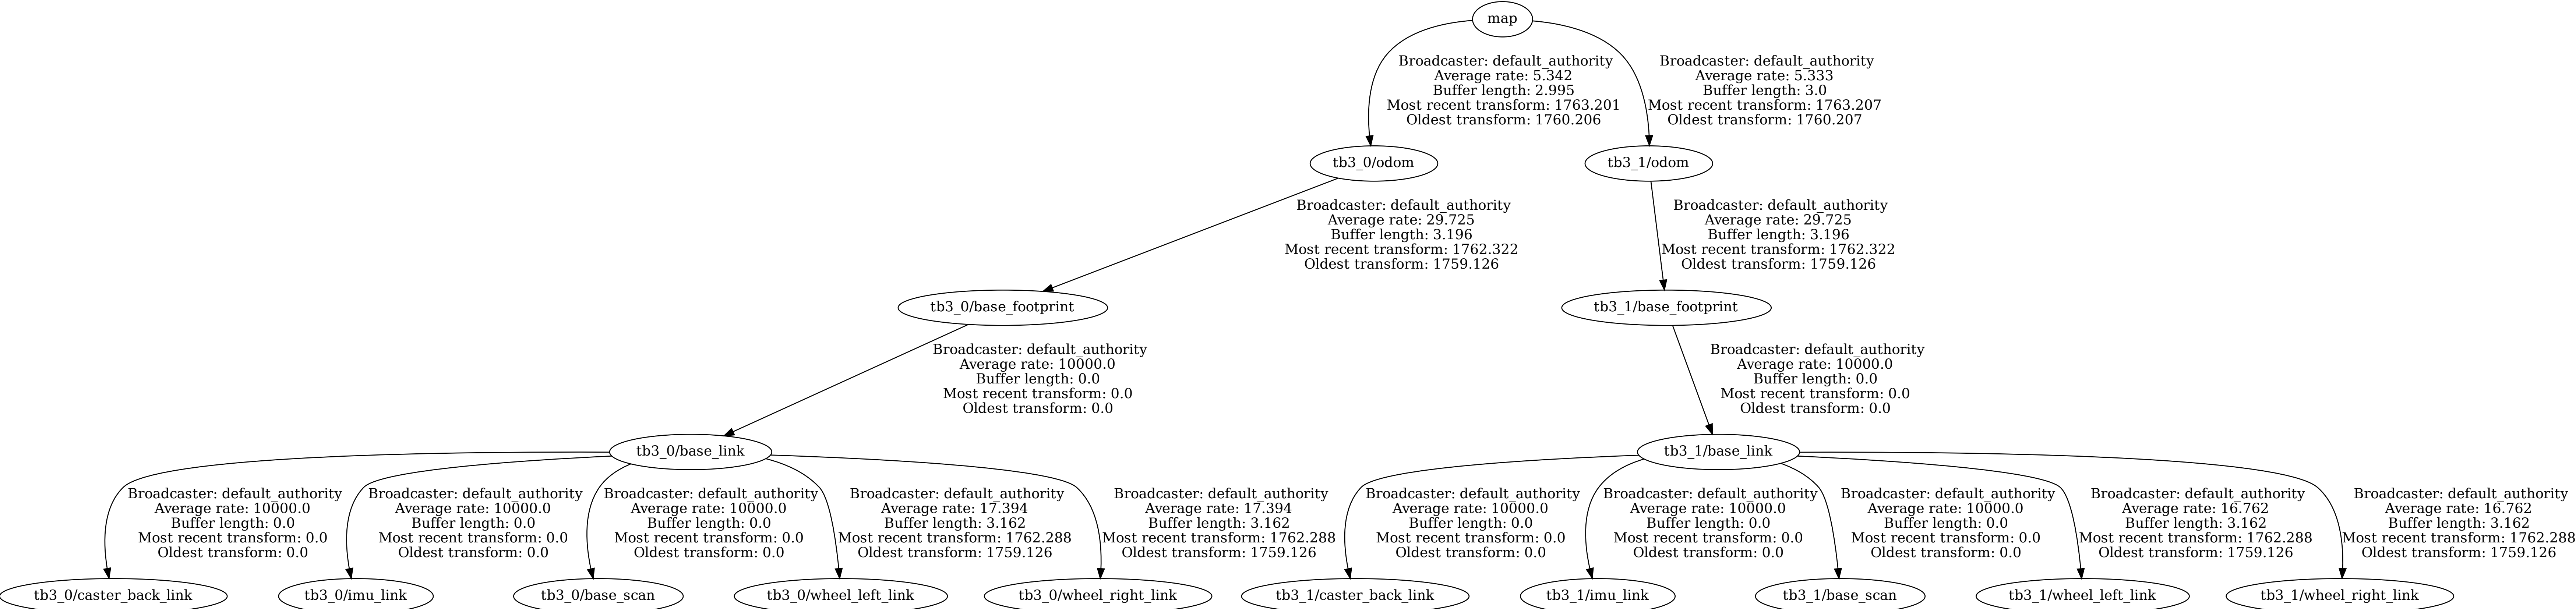 map
Broadcaster: default_authority
Average rate: 5.342
Buffer length: 2.995
Most recent transform: 1763.201
Oldest transform: 1760.206
Broadcaster: default_authority
Average rate: 5.333
Buffer length: 3.0
Most recent transform: 1763.207
Oldest transform: 1760.207
tb3_0/odom
tb3_1/odom
Broadcaster: default_authority
Average rate: 29.725
Buffer length: 3.196
Most recent transform: 1762.322
Oldest transform: 1759.126
Broadcaster: default_authority
Average rate: 29.725
Buffer length: 3.196
Most recent transform: 1762.322
Oldest transform: 1759.126
tb3_0/base_footprint
tb3_1/base_footprint
Broadcaster: default_authority
Average rate: 10000.0
Buffer length: 0.0
Most recent transform: 0.0
Oldest transform: 0.0
Broadcaster: default_authority
Average rate: 10000.0
Buffer length: 0.0
Most recent transform: 0.0
Oldest transform: 0.0
tb3_0/base_link
tb3_1/base_link
Broadcaster: default_authority
Average rate: 10000.0
Buffer length: 0.0
Most recent transform: 0.0
Oldest transform: 0.0
Broadcaster: default_authority
Average rate: 10000.0
Buffer length: 0.0
Most recent transform: 0.0
Oldest transform: 0.0
Broadcaster: default_authority
Average rate: 10000.0
Buffer length: 0.0
Most recent transform: 0.0
Oldest transform: 0.0
Broadcaster: default_authority
Average rate: 17.394
Buffer length: 3.162
Most recent transform: 1762.288
Oldest transform: 1759.126
Broadcaster: default_authority
Average rate: 17.394
Buffer length: 3.162
Most recent transform: 1762.288
Oldest transform: 1759.126
Broadcaster: default_authority
Average rate: 10000.0
Buffer length: 0.0
Most recent transform: 0.0
Oldest transform: 0.0
Broadcaster: default_authority
Average rate: 10000.0
Buffer length: 0.0
Most recent transform: 0.0
Oldest transform: 0.0
Broadcaster: default_authority
Average rate: 10000.0
Buffer length: 0.0
Most recent transform: 0.0
Oldest transform: 0.0
Broadcaster: default_authority
Average rate: 16.762
Buffer length: 3.162
Most recent transform: 1762.288
Oldest transform: 1759.126
Broadcaster: default_authority
Average rate: 16.762
Buffer length: 3.162
Most recent transform: 1762.288
Oldest transform: 1759.126
tb3_0/caster_back_link
tb3_0/imu_link
tb3_0/base_scan
tb3_0/wheel_left_link
tb3_0/wheel_right_link
tb3_1/caster_back_link
tb3_1/imu_link
tb3_1/base_scan
tb3_1/wheel_left_link
tb3_1/wheel_right_link